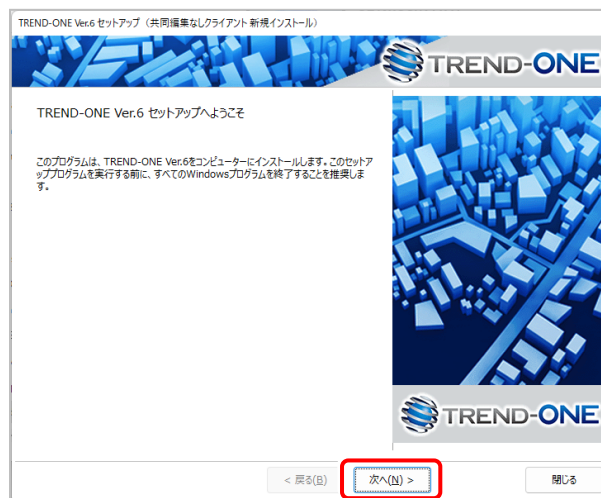 TREND-ONE Ver.6 セットアップ（共同編集なしクライアント 新規インストール）
TREND-ONE
TREND-ONE Ver.6 セットアップへようこそ
このプログラムは、TREND-ONE Ver.6をコンピューターにインストールします。このセットア
ッププログラムを実行する前に、すべてのWindowsプログラムを終了することを推奨しま
す。
TREND-ONE
< 戻る(B)
次へ(N) >
閉じる